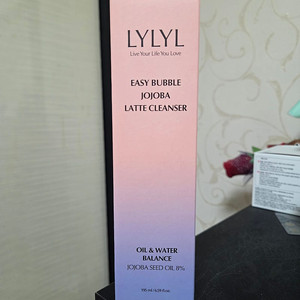 LYLYL
Live Your Life You Love
EASY BUBBLE
JOJOBA
LATTE CLEANSER
OIL & WATER
BALANCE
JOJOBA SEED OIL 8%